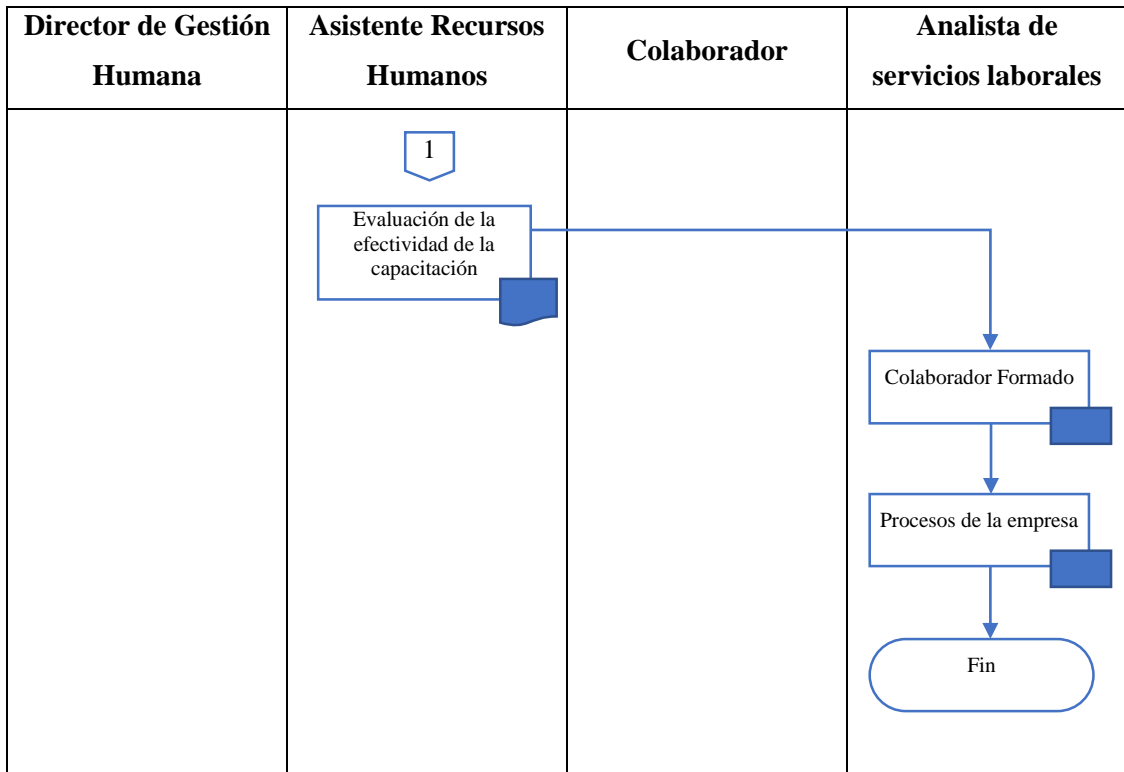 Director de Gestión
Humana
Asistente Recursos
Humanos
Colaborador
Analista de
servicios laborales
1
Evaluación de la
efectividad de la
capacitación
Colaborador Formado
Procesos de la empresa
Fin